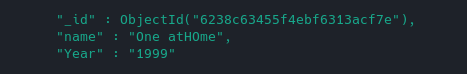 "_id" : ObjectId("6238c63455f4ebf6313acf7e"),
"name" : "One atHOme",
"Year" : "1999"